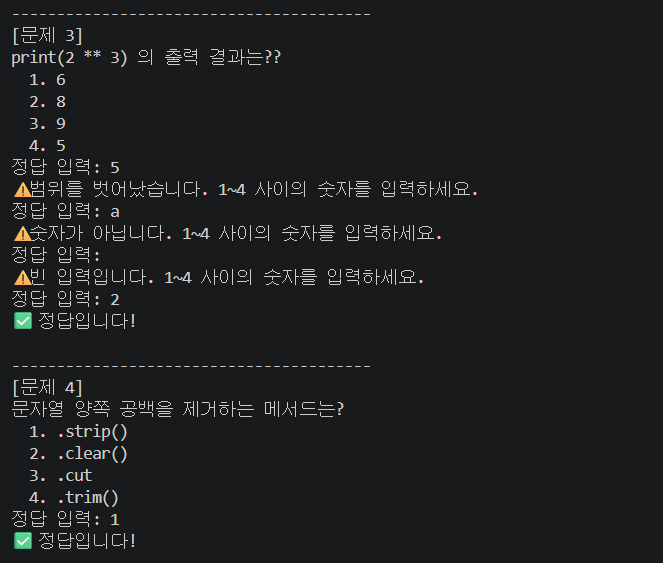 ----------------------------------------
[문제 3]
print(2 ** 3) 의 출력 결과는??
1. 6
2. 8
3. 9
4. 5
정답 입력: 5
⚠️범위를 벗어났습니다. 1~4 사이의 숫자를 입력하세요.
정답 입력: a
⚠️숫자가 아닙니다. 1~4 사이의 숫자를 입력하세요.
정답 입력:
⚠️빈 입력입니다. 1~4 사이의 숫자를 입력하세요.
정답 입력: 2
✅ 정답입니다!
----------------------------------------
[문제 4]
문자열 양쪽 공백을 제거하는 메서드는?
1. .strip()
2. .clear()
3. .cut
4. .trim()
정답 입력: 1
✅ 정답입니다!